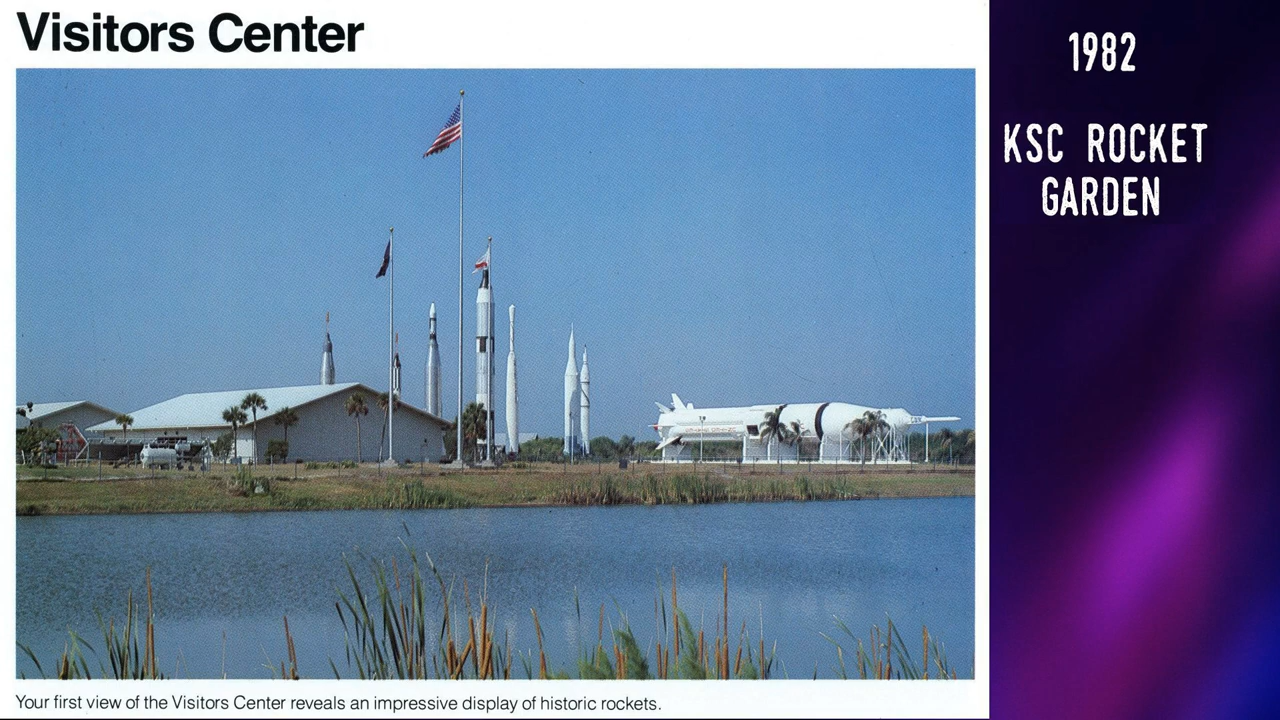 Visitors Center
1982
KSC ROCKET
GARDEN
Your first view of the Visitors Center reveals an impressive display of historic rockets.